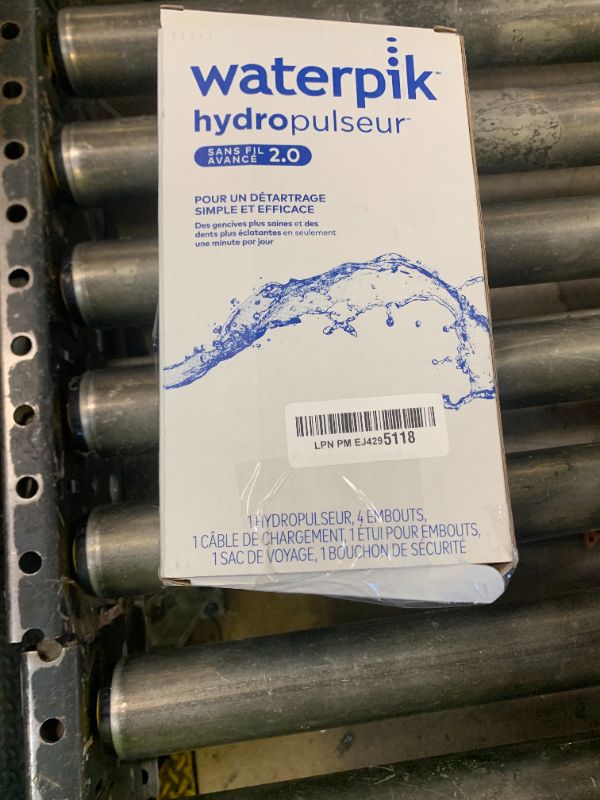 waterpik MC
hydropulseur
SANS FIL
AVANCÉ 2.0
POUR UN DÉTARTRAGE
SIMPLE ET EFFICACE
Des gencives plus saines et des
dents plus éclatantes en seulement
une minute par jour
LPN PM EJ4295118
1 HYDROPULSEUR, 4 EMBOUTS,
1 CÂBLE DE CHARGEMENT, 1 ÉTUI POUR EMBOUTS,
1 SAC DE VOYAGE, 1 BOUCHON DE SÉCURITÉ